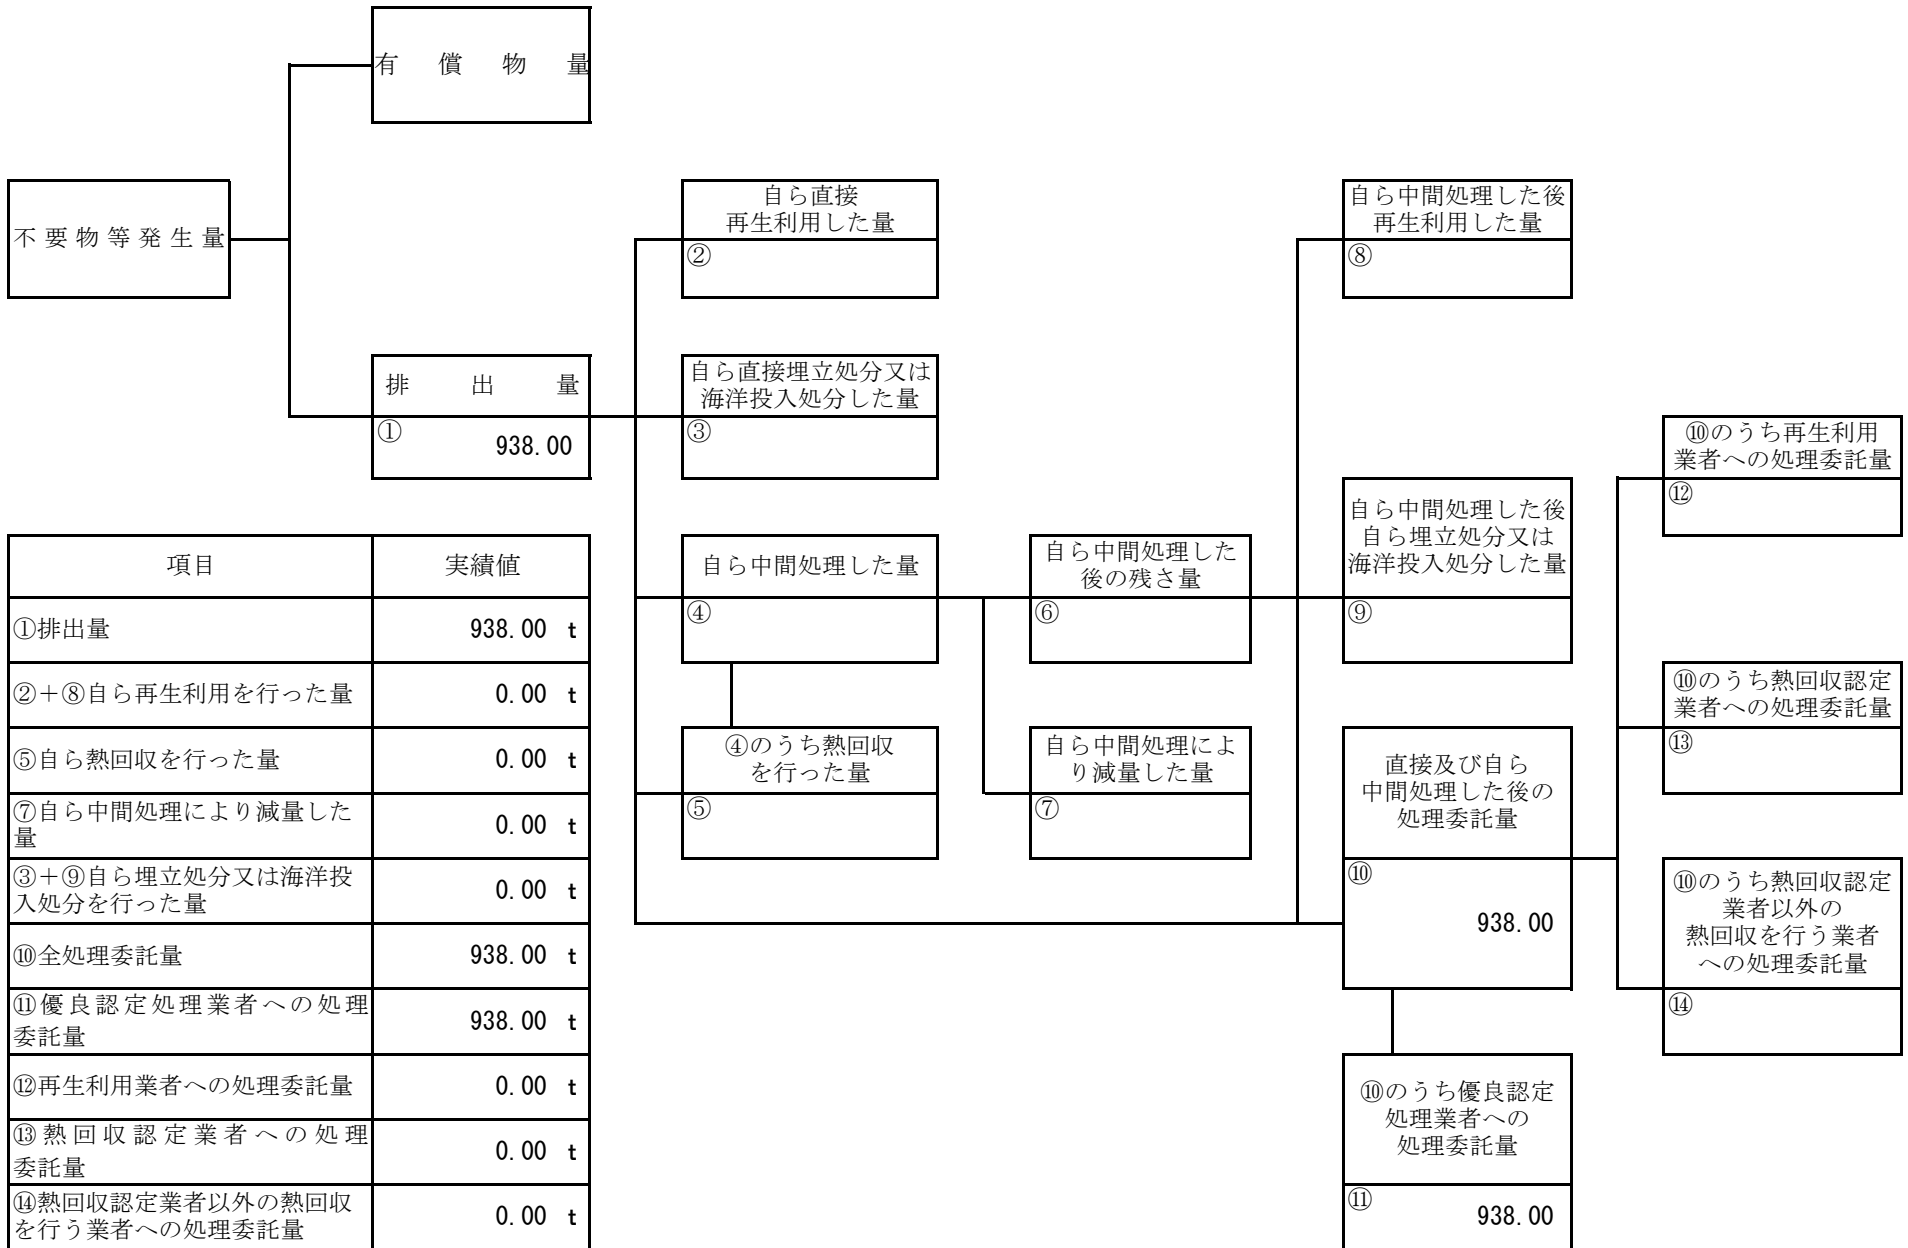 有償物量
不要物等発生量
排出量
① 938.00
自ら直接
再生利用した量
②
自ら直接埋立処分又は
海洋投入処分した量
③
自ら中間処理した量
④
④のうち熱回収
を行った量
⑤
自ら中間処理した
後の残さ量
⑥
自ら中間処理によ
り減量した量
⑦
自ら中間処理した後
再生利用した量
⑧
自ら中間処理した後
自ら埋立処分又は
海洋投入処分した量
⑨
直接及び自ら
中間処理した後の
処理委託量
⑩
938.00
⑩のうち優良認定
処理業者への
処理委託量
⑪
938.00
⑩のうち再生利用
業者への処理委託量
⑫
⑩のうち熱回収認定
業者への処理委託量
⑬
⑩のうち熱回収認定
業者以外の
熱回収を行う業者
への処理委託量
⑭
項目 実績値
①排出量 938.00 t
②＋⑧自ら再生利用を行った量 0.00 t
⑤自ら熱回収を行った量 0.00 t
⑦自ら中間処理により減量した
量 0.00 t
③＋⑨自ら埋立処分又は海洋投
入処分を行った量 0.00 t
⑩全処理委託量 938.00 t
⑪優良認定処理業者への処理
委託量 938.00 t
⑫再生利用業者への処理委託量 0.00 t
⑬熱回収認定業者への処理
委託量 0.00 t
⑭熱回収認定業者以外の熱回収
を行う業者への処理委託量 0.00 t